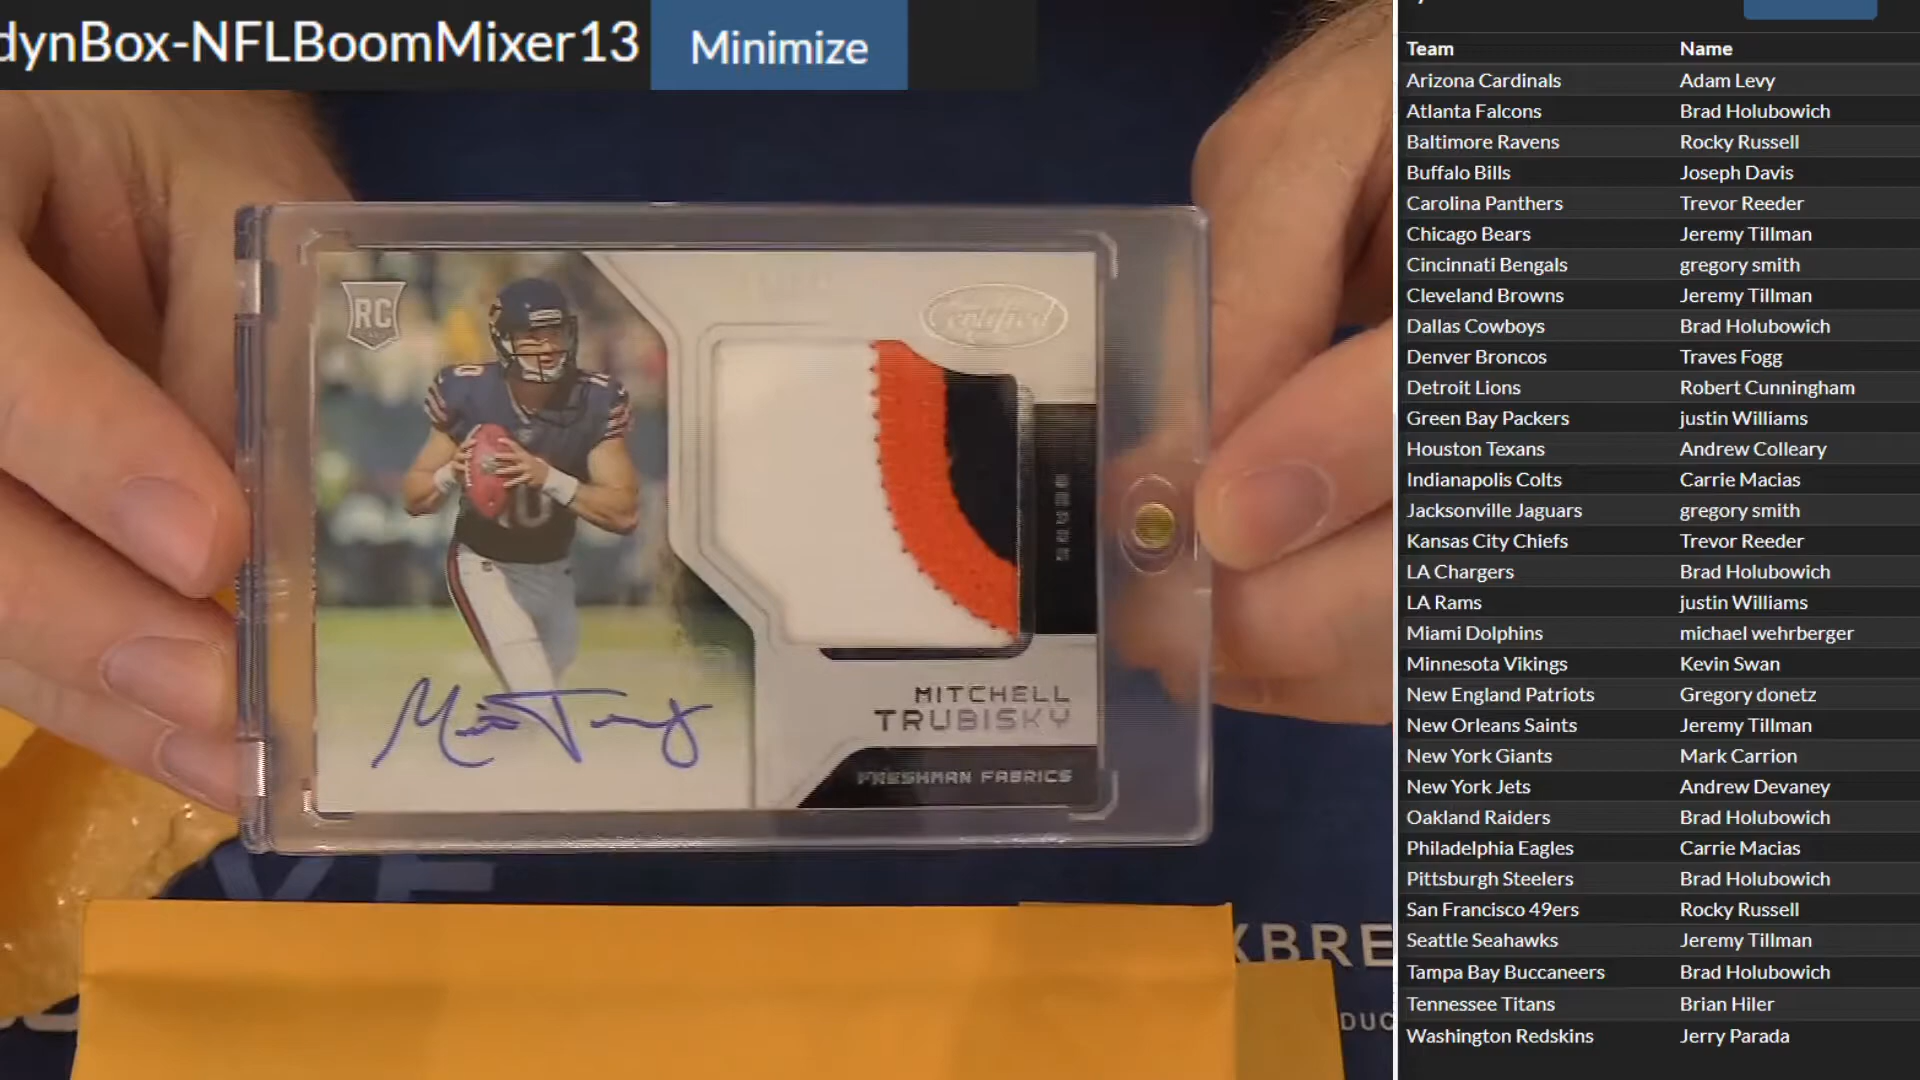 dynBox-NFLBoomMixer13
Minimize
RC
Certified
10
MITCHELL
TRUBISKY
FRESHMAN FABRICS
BEARS
XBRE
DUC
Team Name
Arizona Cardinals Adam Levy
Atlanta Falcons Brad Holubowich
Baltimore Ravens Rocky Russell
Buffalo Bills Joseph Davis
Carolina Panthers Trevor Reeder
Chicago Bears Jeremy Tillman
Cincinnati Bengals gregory smith
Cleveland Browns Jeremy Tillman
Dallas Cowboys Brad Holubowich
Denver Broncos Traves Fogg
Detroit Lions Robert Cunningham
Green Bay Packers justin Williams
Houston Texans Andrew Colleary
Indianapolis Colts Carrie Macias
Jacksonville Jaguars gregory smith
Kansas City Chiefs Trevor Reeder
LA Chargers Brad Holubowich
LA Rams justin Williams
Miami Dolphins michael wehrberger
Minnesota Vikings Kevin Swan
New England Patriots Gregory donetz
New Orleans Saints Jeremy Tillman
New York Giants Mark Carrion
New York Jets Andrew Devaney
Oakland Raiders Brad Holubowich
Philadelphia Eagles Carrie Macias
Pittsburgh Steelers Brad Holubowich
San Francisco 49ers Rocky Russell
Seattle Seahawks Jeremy Tillman
Tampa Bay Buccaneers Brad Holubowich
Tennessee Titans Brian Hiler
Washington Redskins Jerry Parada